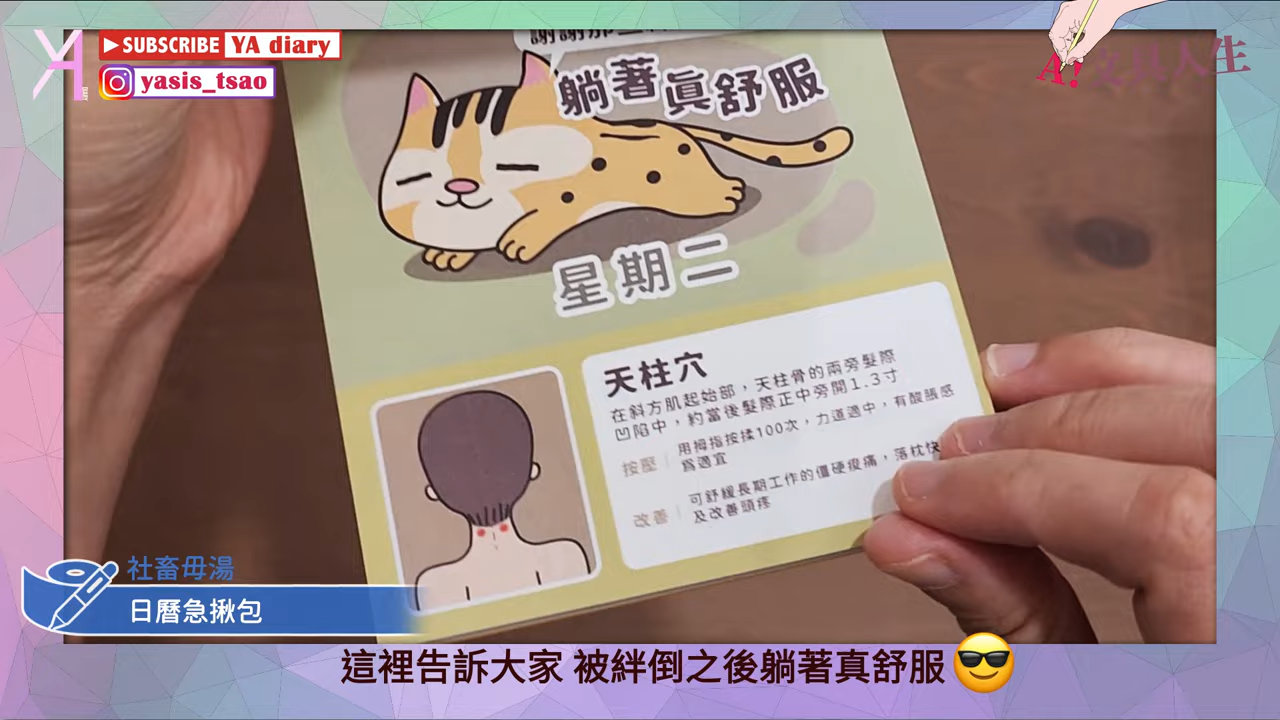 SUBSCRIBE YA diary
yasis_tsao
YA
A!文具人生
躺著真舒服
星期二
天柱穴
在斜方肌起始部，天柱骨的兩旁髮際
凹陷中，約當後髮際正中旁開1.3寸
按壓 用拇指按揉100次，力道適中，有酸脹感
為適宜
改善 可舒緩長期工作的僵硬痠痛，落枕快
及改善頭疼
社畜毋湯
日曆急揪包
這裡告訴大家 被絆倒之後躺著真舒服